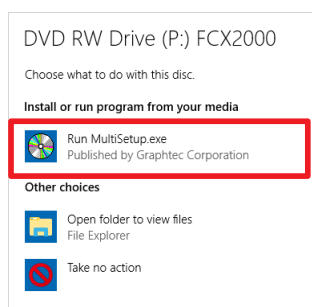 DVD RW Drive (P:) FCX2000
Choose what to do with this disc.
Install or run program from your media
Run MultiSetup.exe
Published by Graphtec Corporation
Other choices
Open folder to view files
File Explorer
Take no action